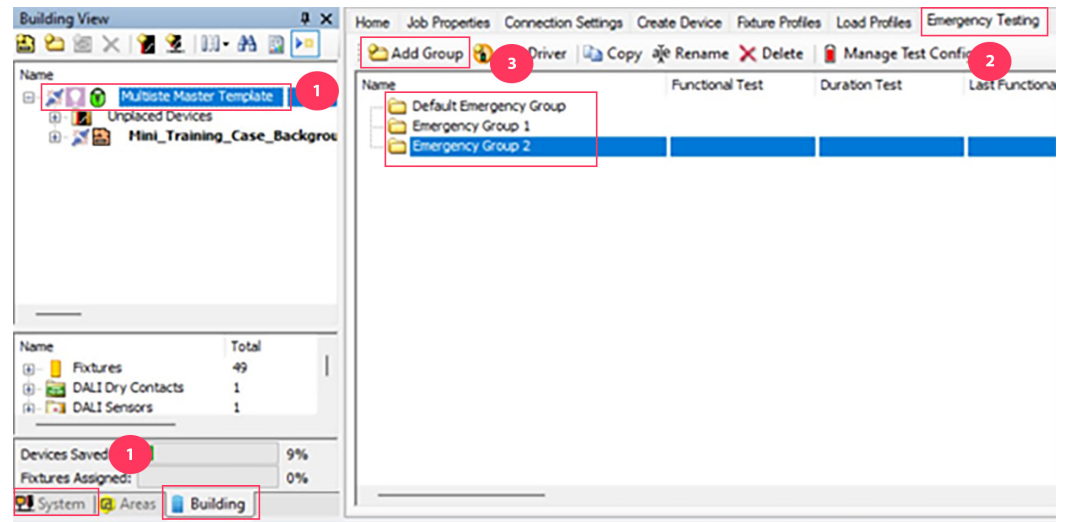 Building View
Name
Multiste Master Template
1
Unplaced Devices
Mini_Training_Case_Backgrou
Name Total
Fixtures 49
DALI Dry Contacts 1
DALI Sensors 1
Devices Saved 1 9%
Fixtures Assigned: 0%
System Areas Building
Home Job Properties Connection Settings Create Device Fixture Profiles Load Profiles Emergency Testing
Add Group 3 Driver Copy Rename Delete Manage Test Config 2
Name Functional Test Duration Test Last Functiona
Default Emergency Group
Emergency Group 1
Emergency Group 2